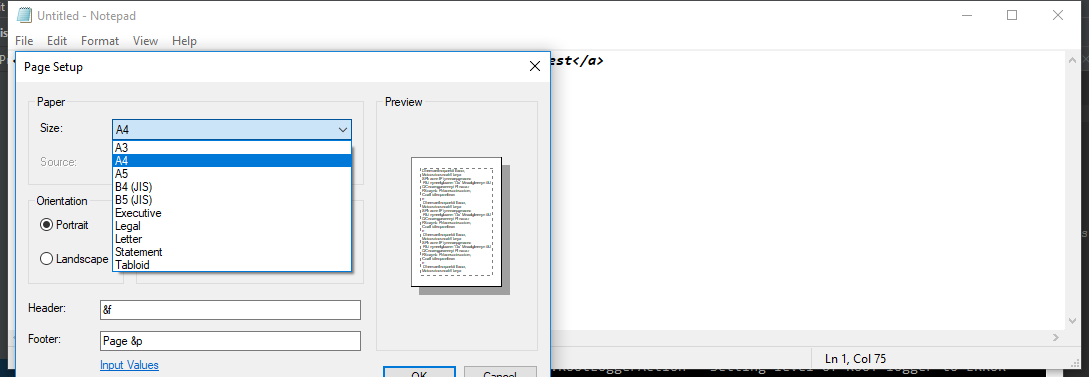 Untitled - Notepad
File Edit Format View Help
est</a>
Page Setup
Paper
Preview
Size:
A4
Source:
A3
A4
A5
B4 (JIS)
B5 (JIS)
Executive
Legal
Letter
Statement
Tabloid
Orientation
Portrait
Landscape
Header:
&f
Footer:
Page &p
Input Values
OK
Cancel
Ln 1, Col 75